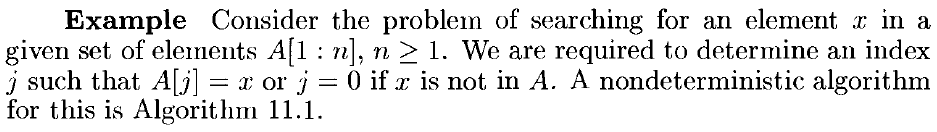 Example Consider the problem of searching for an element x in a
given set of elements A[1 : n], n ≥ 1. We are required to determine an index
j such that A[j] = x or j = 0 if x is not in A. A nondeterministic algorithm
for this is Algorithm 11.1.